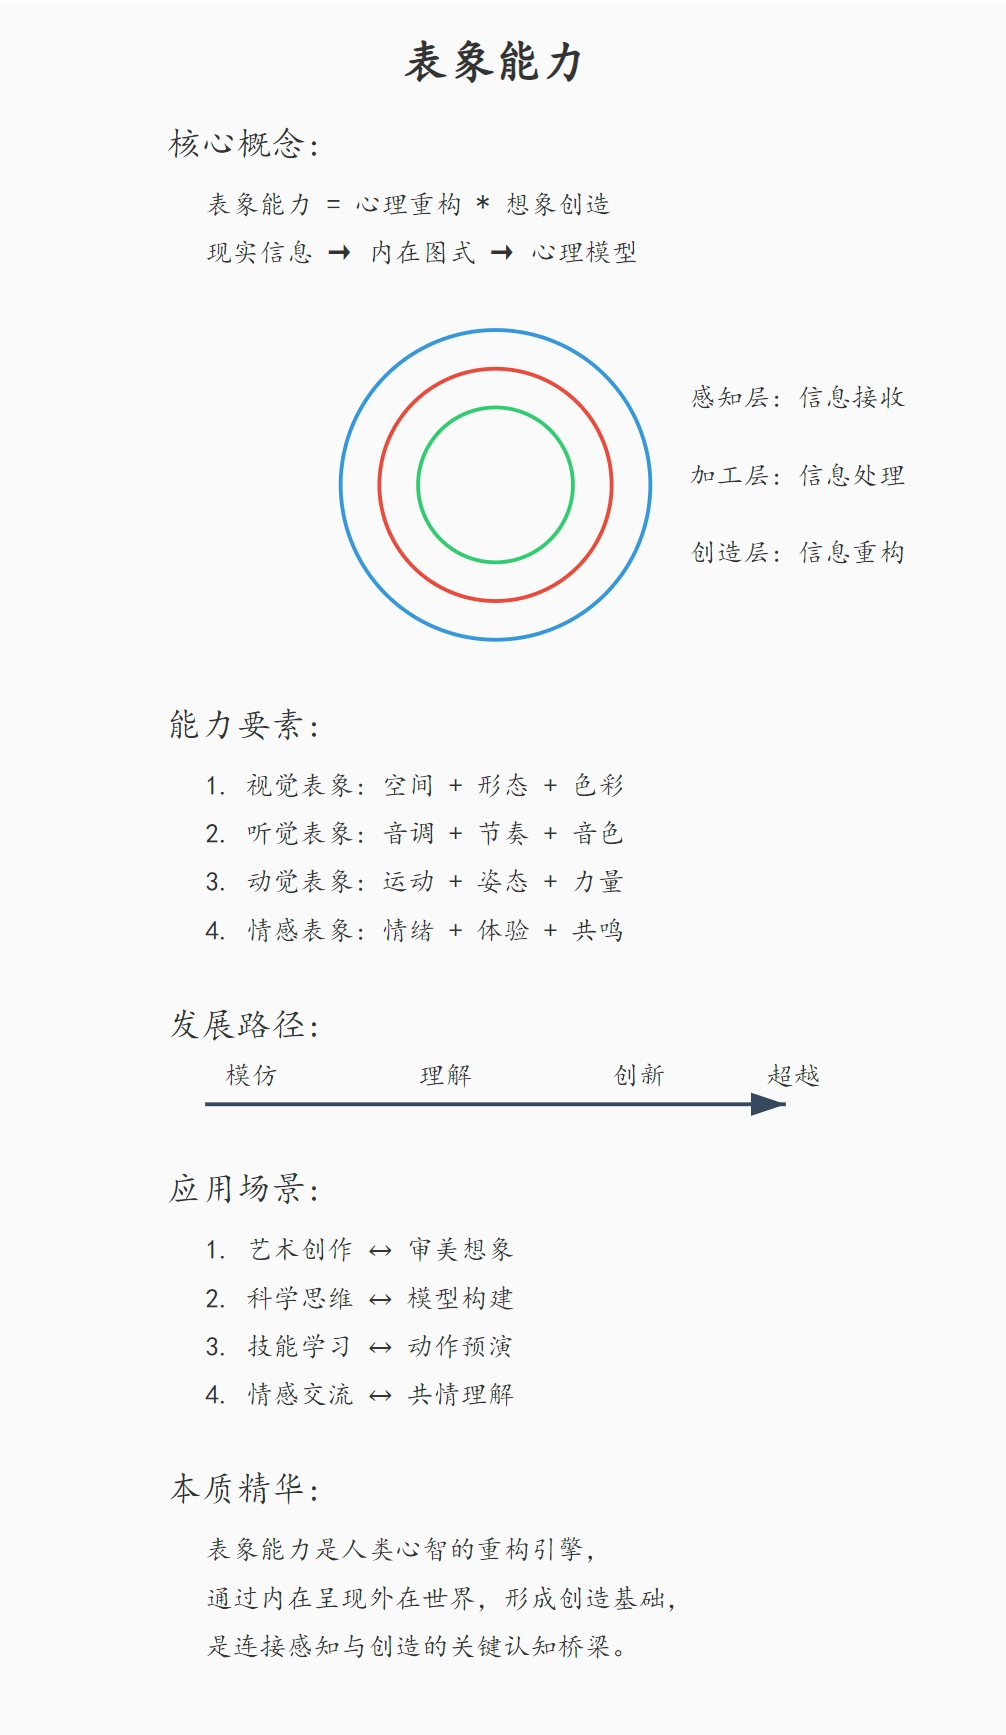 表象能力
核心概念：
表象能力 = 心理重构 * 想象创造
现实信息 ➞ 内在图式 ➞ 心理模型
感知层：信息接收
加工层：信息处理
创造层：信息重构
能力要素：
1. 视觉表象：空间 + 形态 + 色彩
2. 听觉表象：音调 + 节奏 + 音色
3. 动觉表象：运动 + 姿态 + 力量
4. 情感表象：情绪 + 体验 + 共鸣
发展路径：
模仿 理解 创新 超越
应用场景：
1. 艺术创作 ↔ 审美想象
2. 科学思维 ↔ 模型构建
3. 技能学习 ↔ 动作预演
4. 情感交流 ↔ 共情理解
本质精华：
表象能力是人类心智的重构引擎，
通过内在呈现外在世界，形成创造基础，
是连接感知与创造的关键认知桥梁。